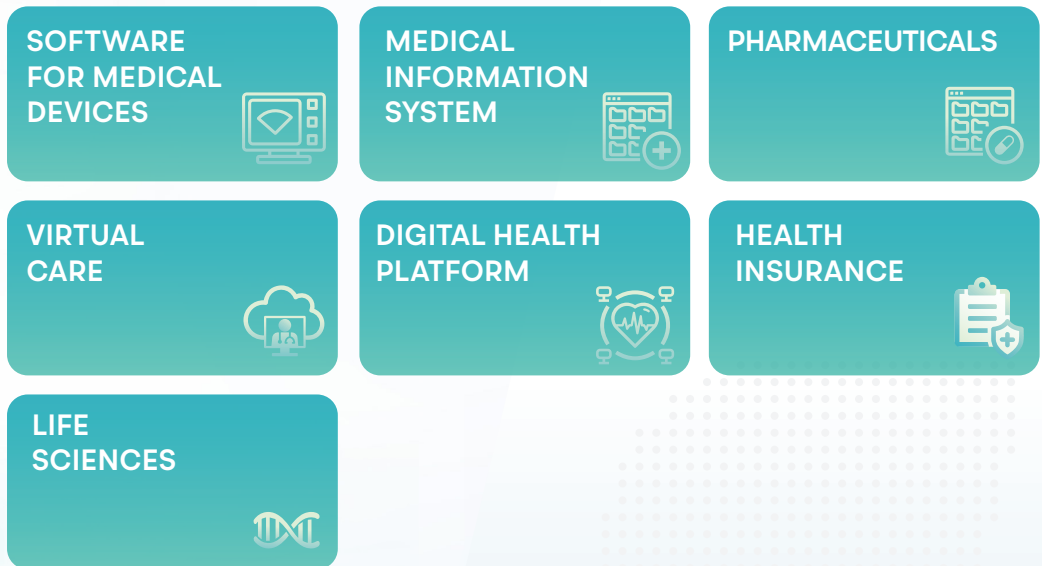 SOFTWARE
FOR MEDICAL
DEVICES
MEDICAL
INFORMATION
SYSTEM
PHARMACEUTICALS
VIRTUAL
CARE
DIGITAL HEALTH
PLATFORM
HEALTH
INSURANCE
LIFE
SCIENCES